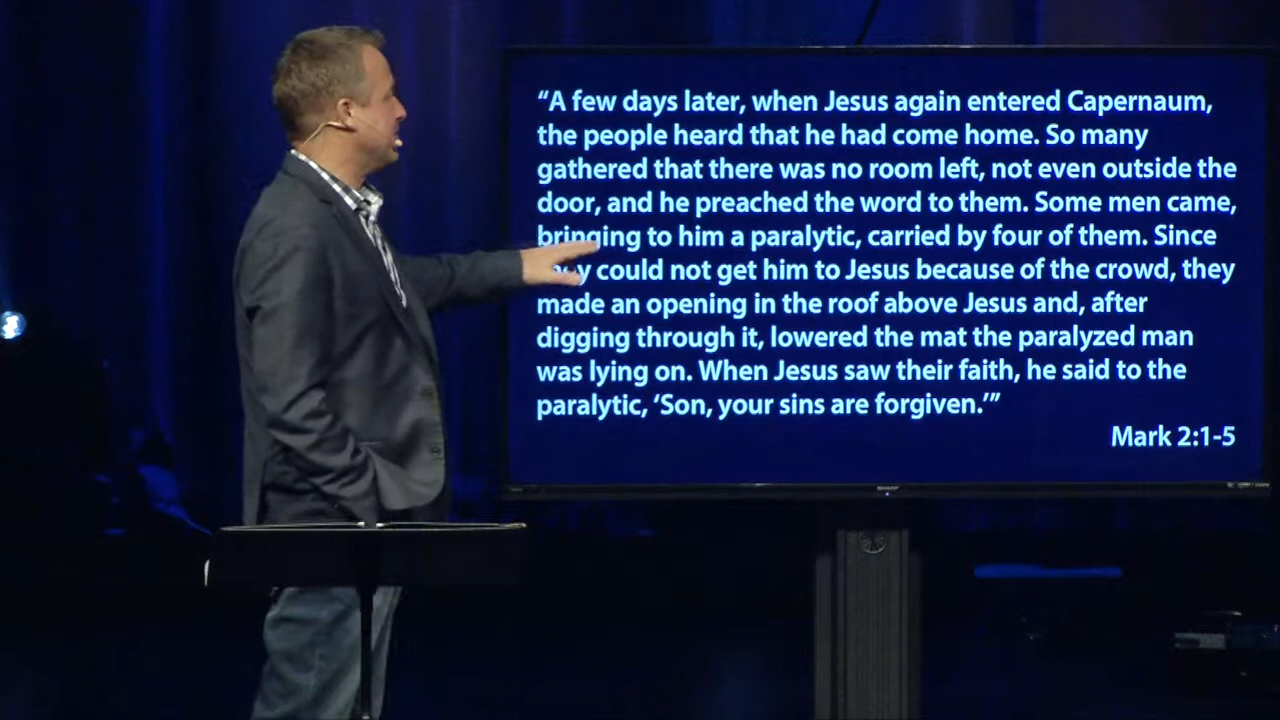 “A few days later, when Jesus again entered Capernaum,
the people heard that he had come home. So many
gathered that there was no room left, not even outside the
door, and he preached the word to them. Some men came,
bringing to him a paralytic, carried by four of them. Since
could not get him to Jesus because of the crowd, they
made an opening in the roof above Jesus and, after
digging through it, lowered the mat the paralyzed man
was lying on. When Jesus saw their faith, he said to the
paralytic, ‘Son, your sins are forgiven.’”
Mark 2:1-5
SHARP